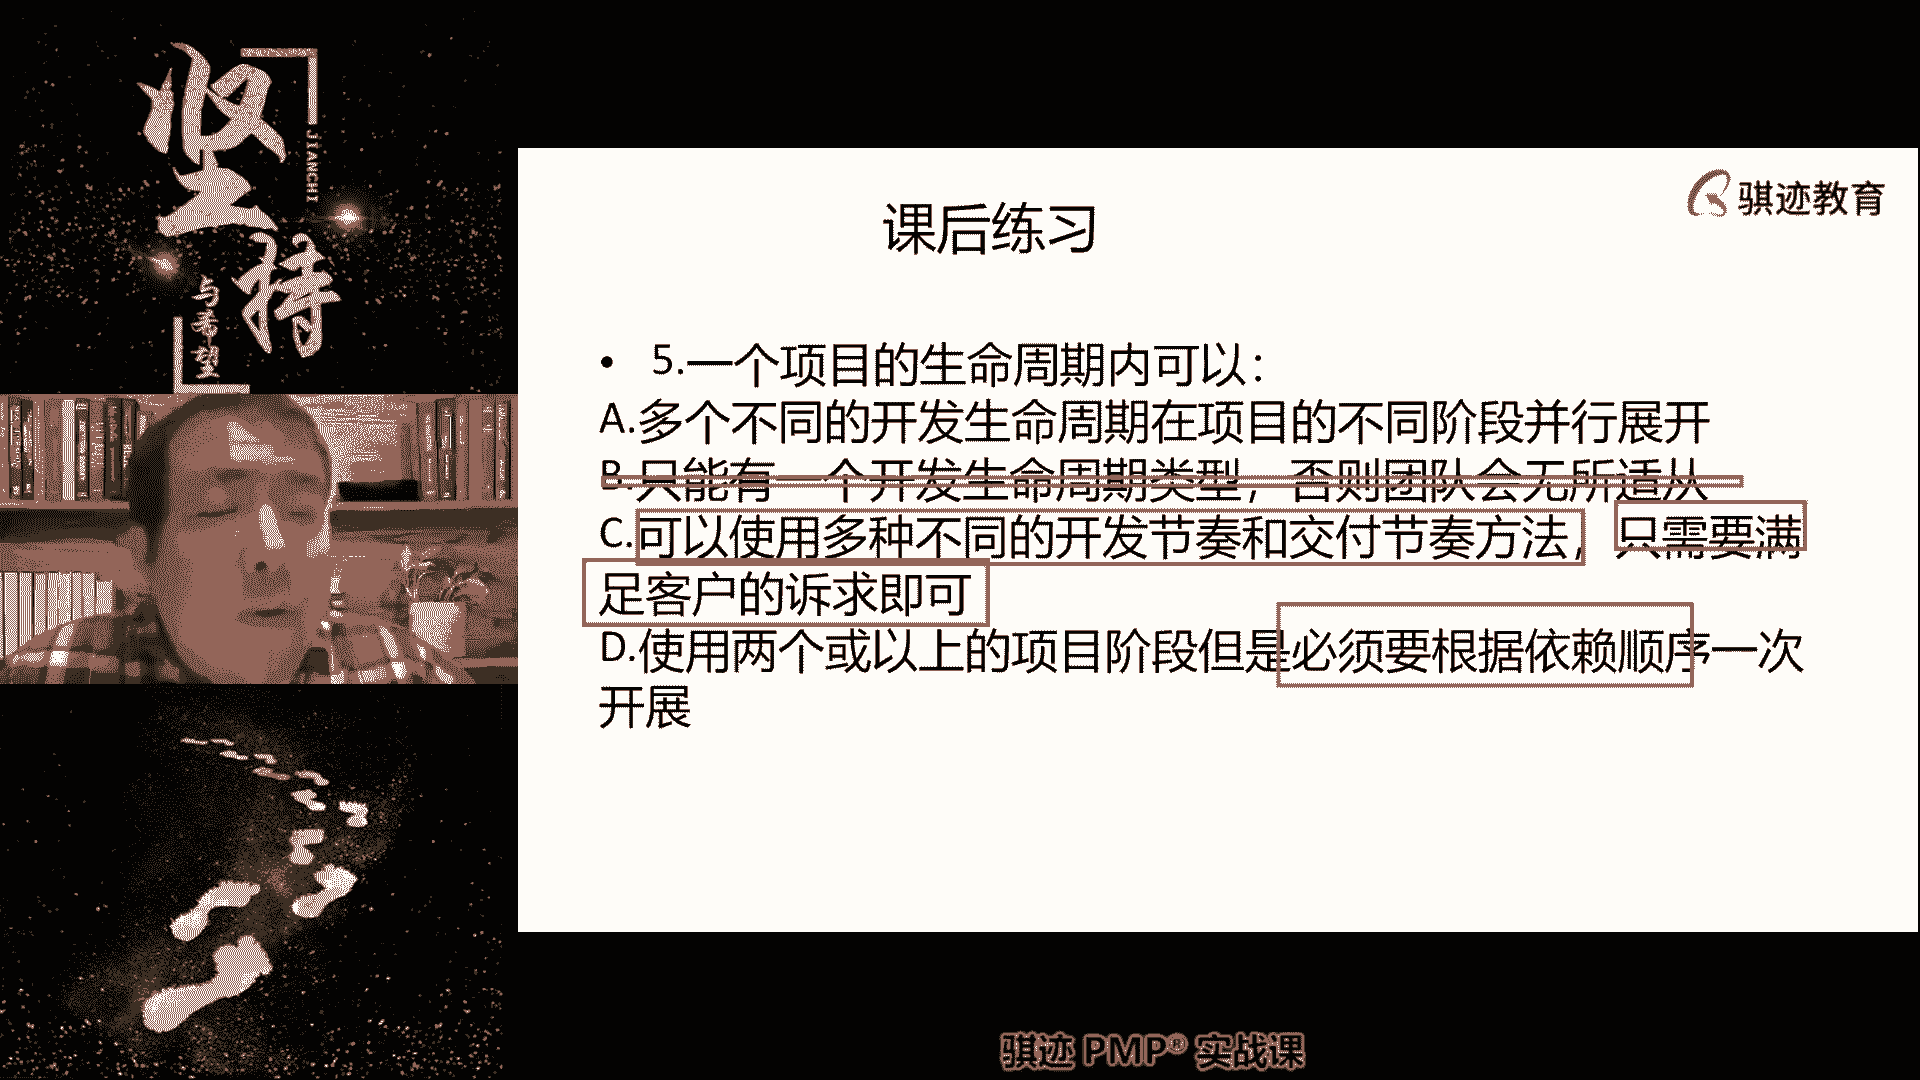 坚持
JIANCHI
与希望
骐迹教育
课后练习
• 5.一个项目的生命周期内可以：
A.多个不同的开发生命周期在项目的不同阶段并行展开
B.只能有一个开发生命周期类型，否则团队会无所适从
C.可以使用多种不同的开发节奏和交付节奏方法，只需要满
足客户的诉求即可
D.使用两个或以上的项目阶段但是必须要根据依赖顺序一次
开展
骐迹 PMP® 实战课